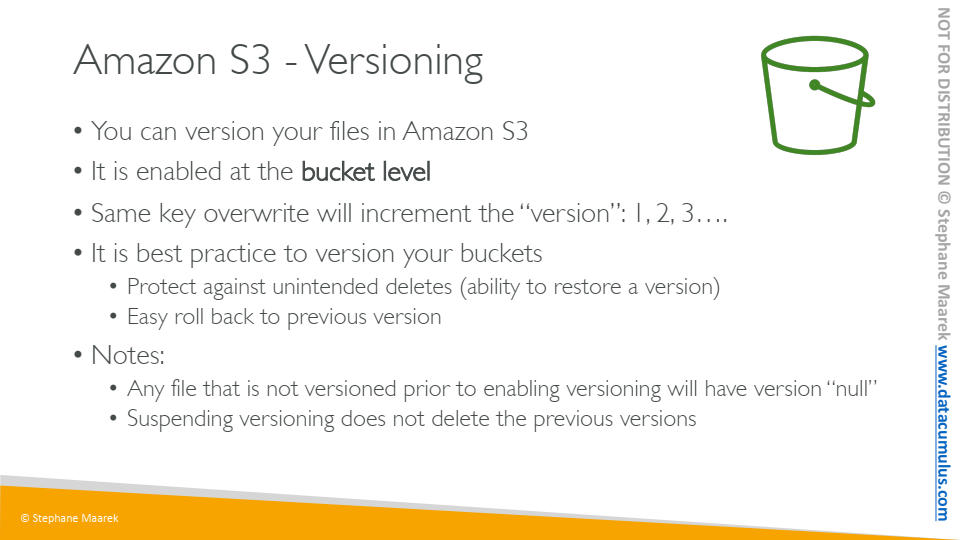 Amazon S3 - Versioning
• You can version your files in Amazon S3
• It is enabled at the bucket level
• Same key overwrite will increment the “version”: 1, 2, 3….
• It is best practice to version your buckets
• Protect against unintended deletes (ability to restore a version)
• Easy roll back to previous version
• Notes:
• Any file that is not versioned prior to enabling versioning will have version “null”
• Suspending versioning does not delete the previous versions
© Stephane Maarek
NOT FOR DISTRIBUTION © Stephane Maarek www.datacumulus.com